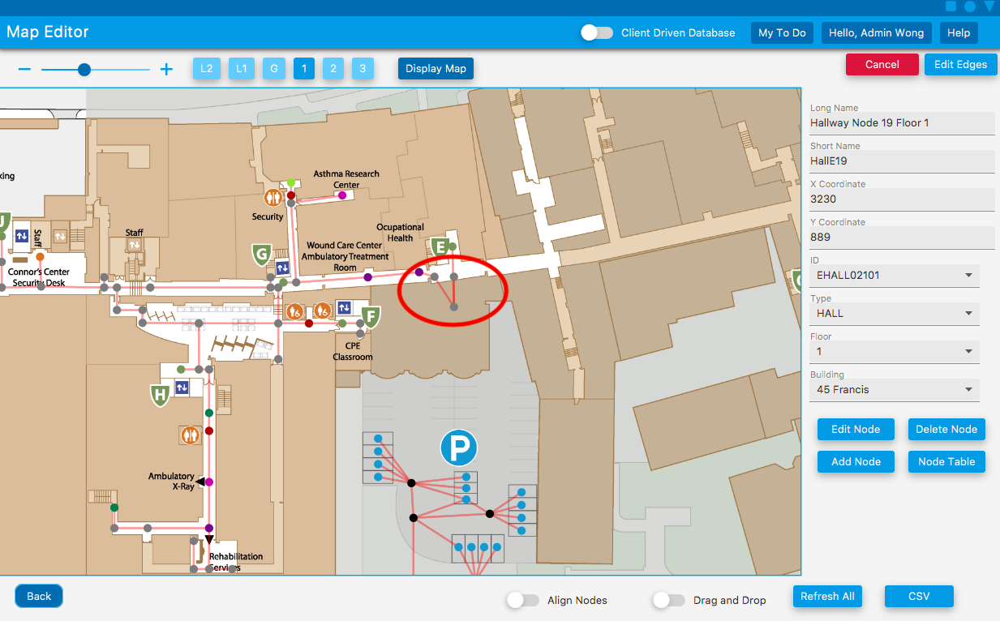 Map Editor
Client Driven Database
My To Do
Hello, Admin Wong
Help
L2
L1
G
1
2
3
Display Map
Cancel
Edit Edges
Long Name
Hallway Node 19 Floor 1
Short Name
HallE19
X Coordinate
3230
Y Coordinate
889
ID
EHALL02101
Type
HALL
Floor
1
Building
45 Francis
Edit Node
Delete Node
Add Node
Node Table
king
Asthma Research
Center
Security
Staff
Staff
Ocupational
Health
E
G
Wound Care Center
Ambulatory Treatment
Room
Connor's Center
Security Desk
F
CPE
Classroom
H
P
Ambulatory
X-Ray
Rehabilitation
Services
Back
Align Nodes
Drag and Drop
Refresh All
CSV